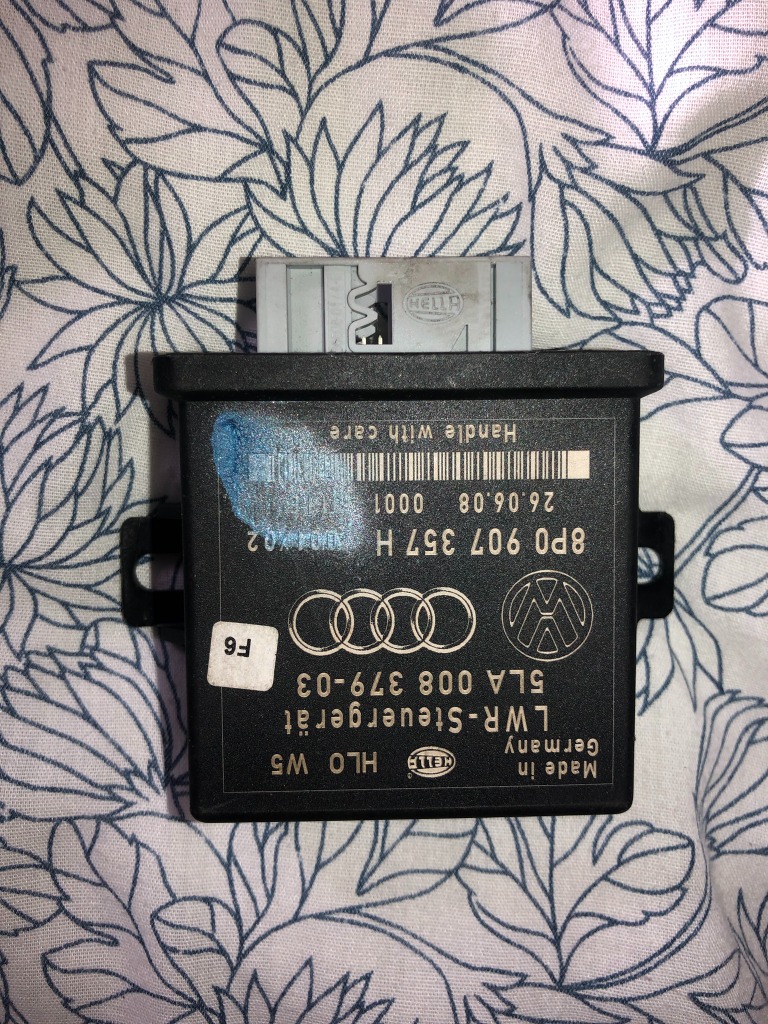 Made in
Germany
HELLA
HLO W5
LWR-Steuergerät
5LA 008 379-03
F6
8P0 907 357 H
26.06.08 0001
Handle with care
HELLA